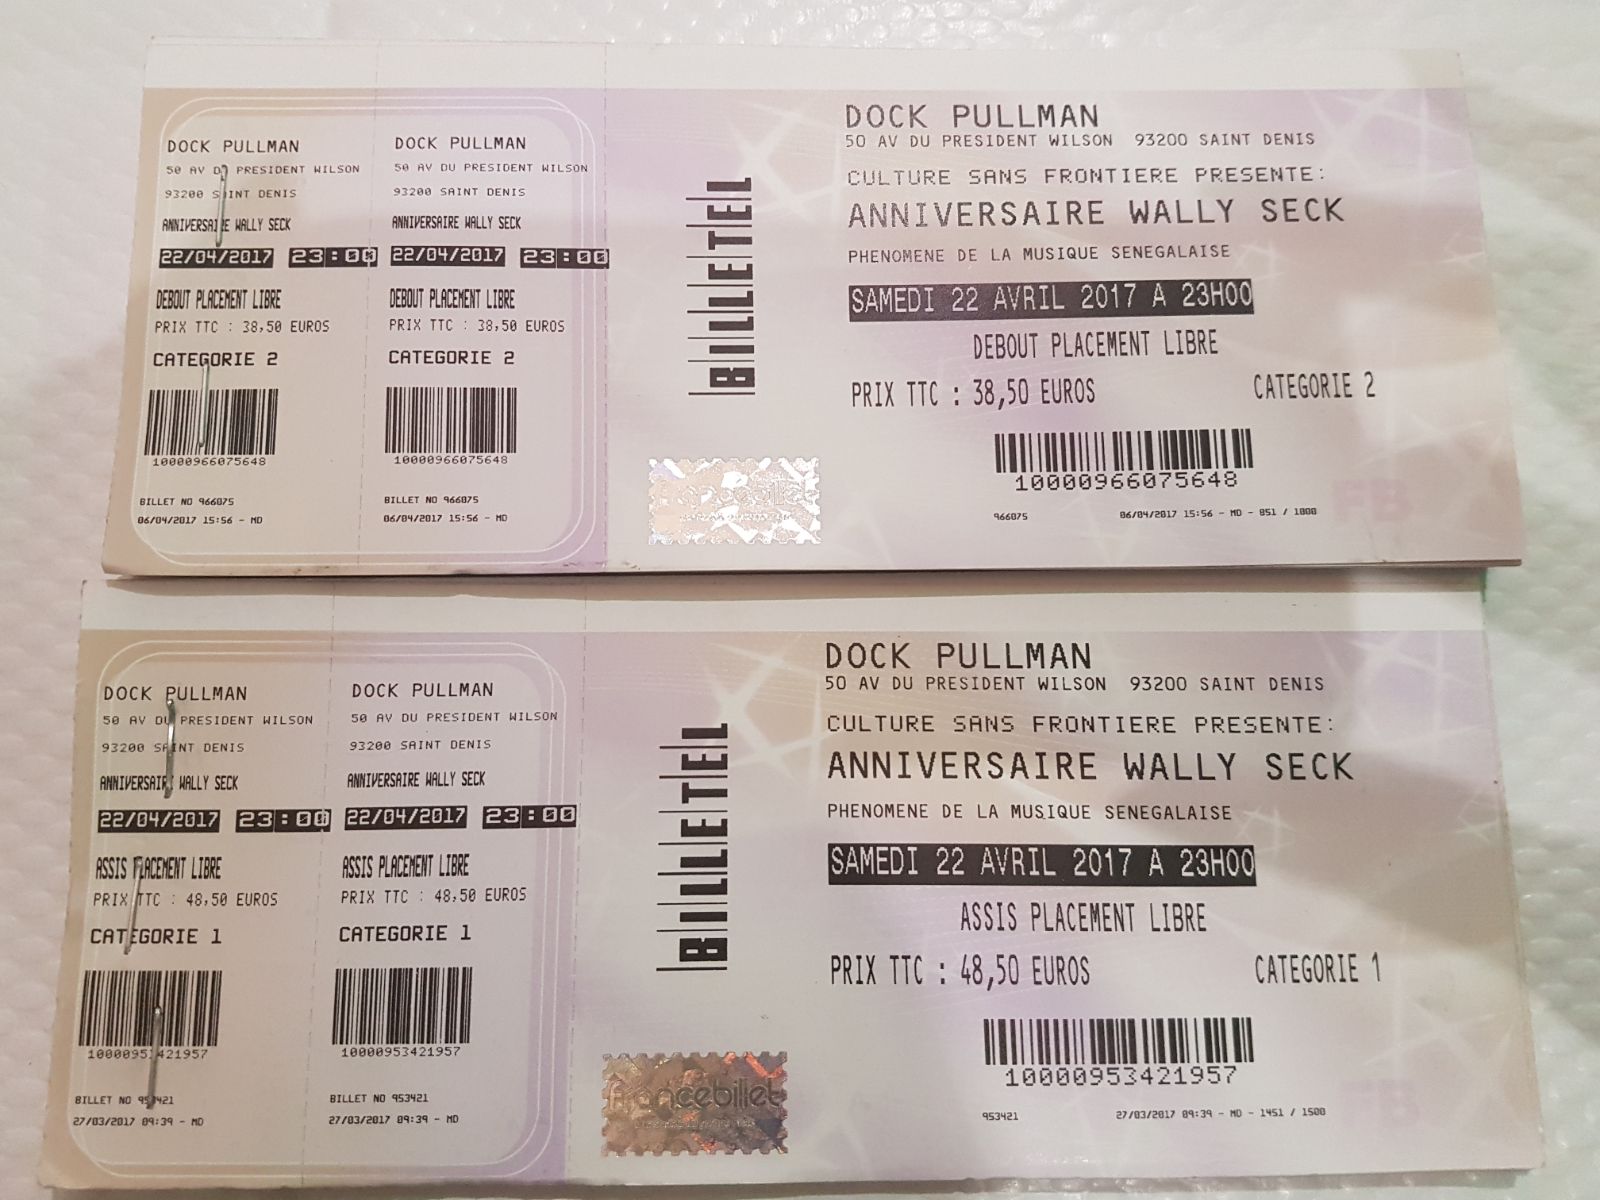 DOCK PULLMAN
50 AV DU PRESIDENT WILSON
93200 SAINT DENIS
ANNIVERSAIRE WALLY SECK
22/04/2017 23:00
DEBOUT PLACEMENT LIBRE
PRIX TTC : 38,50 EUROS
CATEGORIE 2
10000966075648
BILLET NO 966075
06/04/2017 15:56 - MD
DOCK PULLMAN
50 AV DU PRESIDENT WILSON
93200 SAINT DENIS
ANNIVERSAIRE WALLY SECK
22/04/2017 23:00
DEBOUT PLACEMENT LIBRE
PRIX TTC : 38,50 EUROS
CATEGORIE 2
10000966075648
BILLET NO 966075
06/04/2017 15:56 - MD
BILLETEL
francebillet
DOCK PULLMAN
50 AV DU PRESIDENT WILSON 93200 SAINT DENIS
CULTURE SANS FRONTIERE PRESENTE:
ANNIVERSAIRE WALLY SECK
PHENOMENE DE LA MUSIQUE SENEGALAISE
SAMEDI 22 AVRIL 2017 A 23H00
DEBOUT PLACEMENT LIBRE
PRIX TTC : 38,50 EUROS CATEGORIE 2
10000966075648
FB
966075 06/04/2017 15:56 - MD - 851 / 1000
DOCK PULLMAN
50 AV DU PRESIDENT WILSON
93200 SAINT DENIS
ANNIVERSAIRE WALLY SECK
22/04/2017 23:00
ASSIS PLACEMENT LIBRE
PRIX TTC : 48,50 EUROS
CATEGORIE 1
10000953421957
BILLET NO 953421
27/03/2017 09:39 - MD
DOCK PULLMAN
50 AV DU PRESIDENT WILSON
93200 SAINT DENIS
ANNIVERSAIRE WALLY SECK
22/04/2017 23:00
ASSIS PLACEMENT LIBRE
PRIX TTC : 48,50 EUROS
CATEGORIE 1
10000953421957
BILLET NO 953421
27/03/2017 09:39 - MD
BILLETEL
francebillet
DOCK PULLMAN
50 AV DU PRESIDENT WILSON 93200 SAINT DENIS
CULTURE SANS FRONTIERE PRESENTE:
ANNIVERSAIRE WALLY SECK
PHENOMENE DE LA MUSIQUE SENEGALAISE
SAMEDI 22 AVRIL 2017 A 23H00
ASSIS PLACEMENT LIBRE
PRIX TTC : 48,50 EUROS CATEGORIE 1
10000953421957
FB
953421 27/03/2017 09:39 - MD - 1451 / 1500